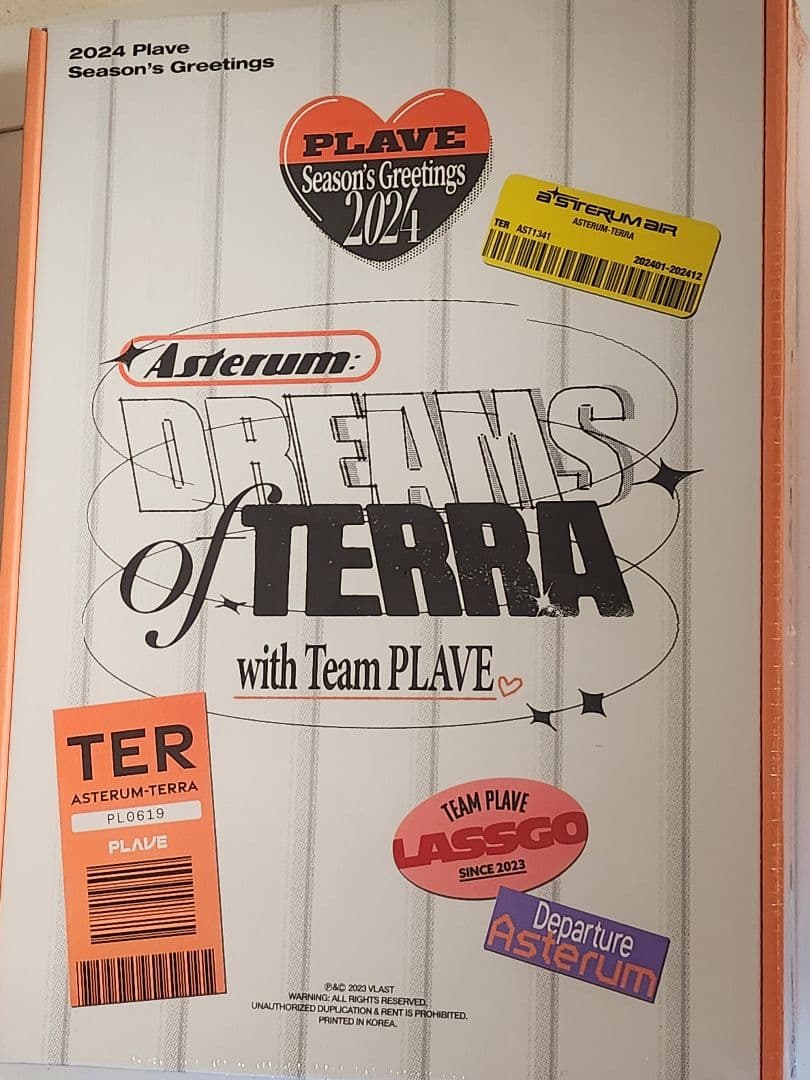 2024 Plave
Season's Greetings
PLAVE
Season's Greetings
2024
asterum air
ASTERUM-TERRA
TER AST1341
202401-202412
Asterum:
DREAMS
of TERRA
with Team PLAVE
TER
ASTERUM-TERRA
PL0619
PLAVE
TEAM PLAVE
LASSGO
SINCE 2023
Departure
Asterum
℗&© 2023 VLAST
WARNING: ALL RIGHTS RESERVED.
UNAUTHORIZED DUPLICATION & RENT IS PROHIBITED.
PRINTED IN KOREA.